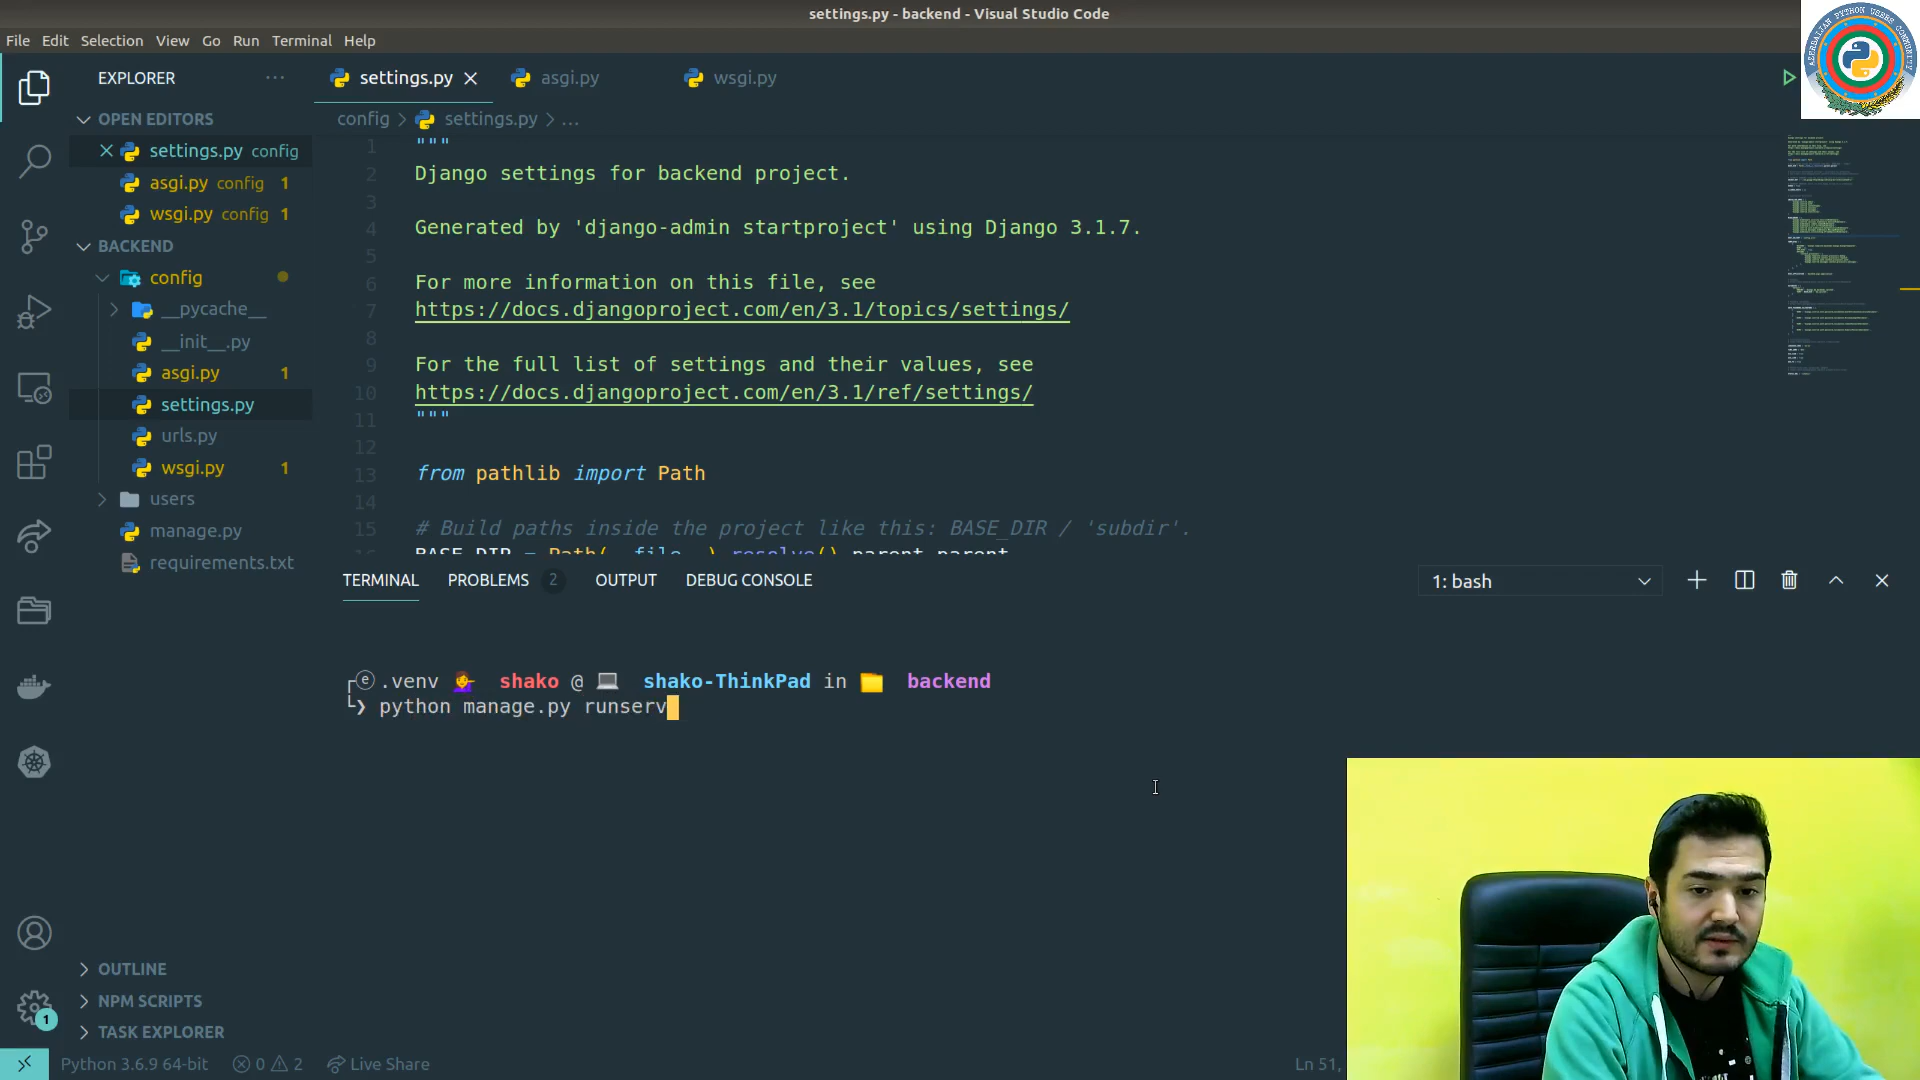 settings.py - backend - Visual Studio Code
File Edit Selection View Go Run Terminal Help
AZERBAIJAN PYTHON USERS COMMUNITY
EXPLORER
settings.py asgi.py wsgi.py
OPEN EDITORS
config > settings.py > ...
settings.py config
asgi.py config 1
wsgi.py config 1
BACKEND
config
__pycache__
__init__.py
asgi.py 1
settings.py
urls.py
wsgi.py 1
users
manage.py
requirements.txt
1 """
2 Django settings for backend project.
3
4 Generated by 'django-admin startproject' using Django 3.1.7.
5
6 For more information on this file, see
7 https://docs.djangoproject.com/en/3.1/topics/settings/
8
9 For the full list of settings and their values, see
10 https://docs.djangoproject.com/en/3.1/ref/settings/
11 """
12
13 from pathlib import Path
14
15 # Build paths inside the project like this: BASE_DIR / 'subdir'.
16 BASE_DIR = Path(__file__).resolve().parent.parent
TERMINAL PROBLEMS 2 OUTPUT DEBUG CONSOLE 1: bash
.venv shako @ shako-ThinkPad in backend
❯ python manage.py runserv
OUTLINE
NPM SCRIPTS
1
TASK EXPLORER
Python 3.6.9 64-bit 0 2 Live Share Ln 51,